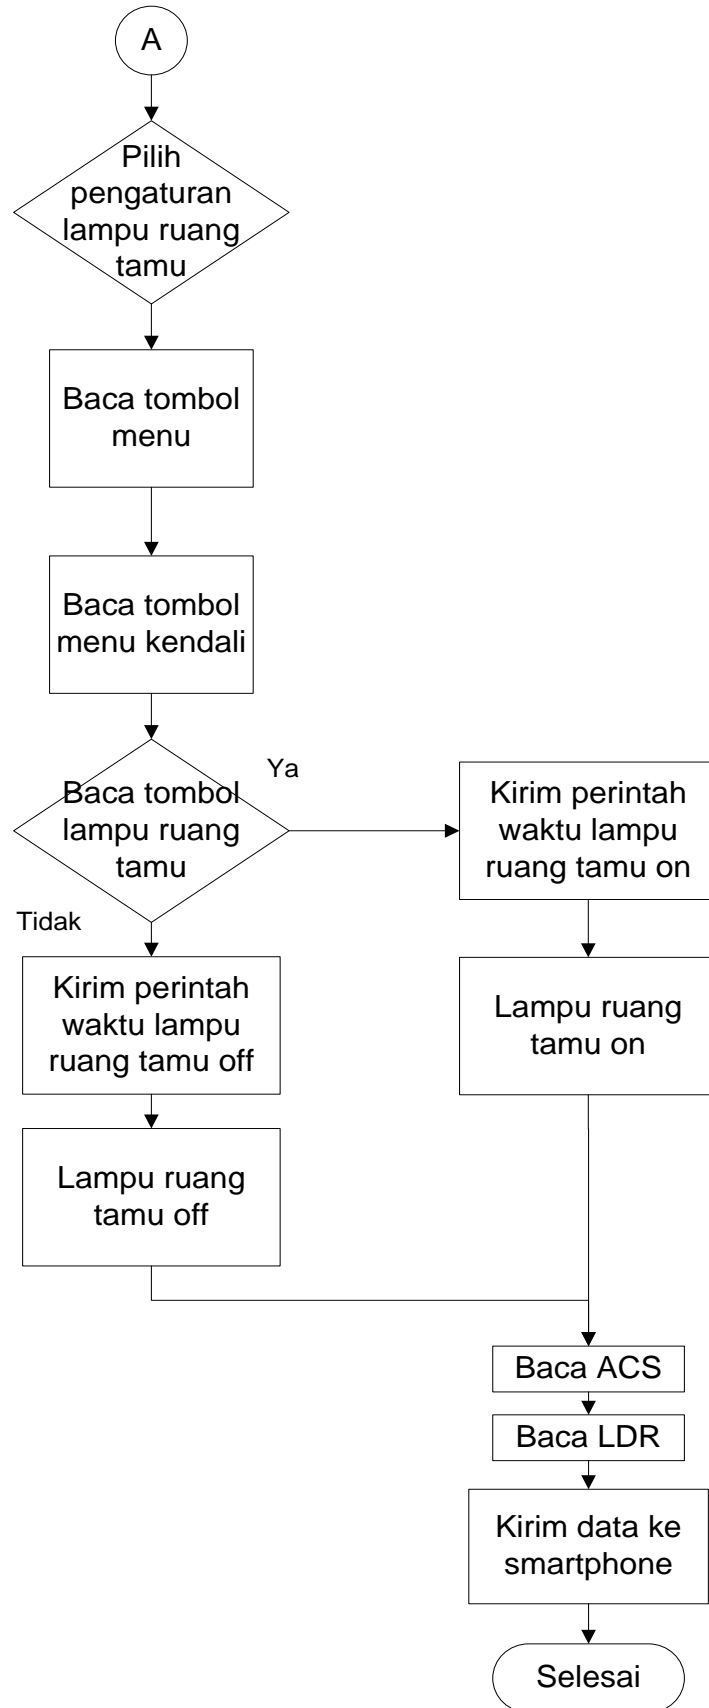 A
Pilih
pengaturan
lampu ruang
tamu
Baca tombol
menu
Baca tombol
menu kendali
Baca tombol
lampu ruang
tamu
Ya
Kirim perintah
waktu lampu
ruang tamu on
Tidak
Kirim perintah
waktu lampu
ruang tamu off
Lampu ruang
tamu on
Lampu ruang
tamu off
Baca ACS
Baca LDR
Kirim data ke
smartphone
Selesai